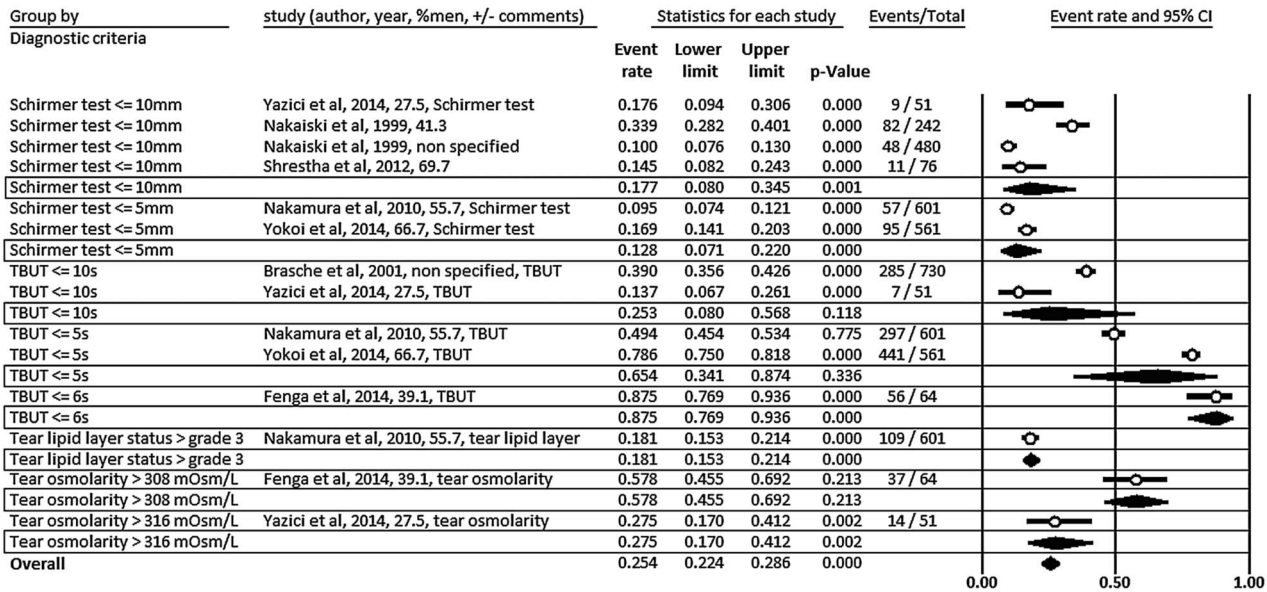 Group by study (author, year, %men, +/- comments) Statistics for each study Events/Total Event rate and 95% CI
Diagnostic criteria
Event Lower Upper
rate limit limit p-Value
Schirmer test <= 10mm Yazici et al, 2014, 27.5, Schirmer test 0.176 0.094 0.306 0.000 9 / 51
Schirmer test <= 10mm Nakaiski et al, 1999, 41.3 0.339 0.282 0.401 0.000 82 / 242
Schirmer test <= 10mm Nakaiski et al, 1999, non specified 0.100 0.076 0.130 0.000 48 / 480
Schirmer test <= 10mm Shrestha et al, 2012, 69.7 0.145 0.082 0.243 0.000 11 / 76
Schirmer test <= 10mm 0.177 0.080 0.345 0.001
Schirmer test <= 5mm Nakamura et al, 2010, 55.7, Schirmer test 0.095 0.074 0.121 0.000 57 / 601
Schirmer test <= 5mm Yokoi et al, 2014, 66.7, Schirmer test 0.169 0.141 0.203 0.000 95 / 561
Schirmer test <= 5mm 0.128 0.071 0.220 0.000
TBUT <= 10s Brasche et al, 2001, non specified, TBUT 0.390 0.356 0.426 0.000 285 / 730
TBUT <= 10s Yazici et al, 2014, 27.5, TBUT 0.137 0.067 0.261 0.000 7 / 51
TBUT <= 10s 0.253 0.080 0.568 0.118
TBUT <= 5s Nakamura et al, 2010, 55.7, TBUT 0.494 0.454 0.534 0.775 297 / 601
TBUT <= 5s Yokoi et al, 2014, 66.7, TBUT 0.786 0.750 0.818 0.000 441 / 561
TBUT <= 5s 0.654 0.341 0.874 0.336
TBUT <= 6s Fenga et al, 2014, 39.1, TBUT 0.875 0.769 0.936 0.000 56 / 64
TBUT <= 6s 0.875 0.769 0.936 0.000
Tear lipid layer status > grade 3 Nakamura et al, 2010, 55.7, tear lipid layer 0.181 0.153 0.214 0.000 109 / 601
Tear lipid layer status > grade 3 0.181 0.153 0.214 0.000
Tear osmolarity > 308 mOsm/L Fenga et al, 2014, 39.1, tear osmolarity 0.578 0.455 0.692 0.213 37 / 64
Tear osmolarity > 308 mOsm/L 0.578 0.455 0.692 0.213
Tear osmolarity > 316 mOsm/L Yazici et al, 2014, 27.5, tear osmolarity 0.275 0.170 0.412 0.002 14 / 51
Tear osmolarity > 316 mOsm/L 0.275 0.170 0.412 0.002
Overall 0.254 0.224 0.286 0.000
0.00 0.50 1.00